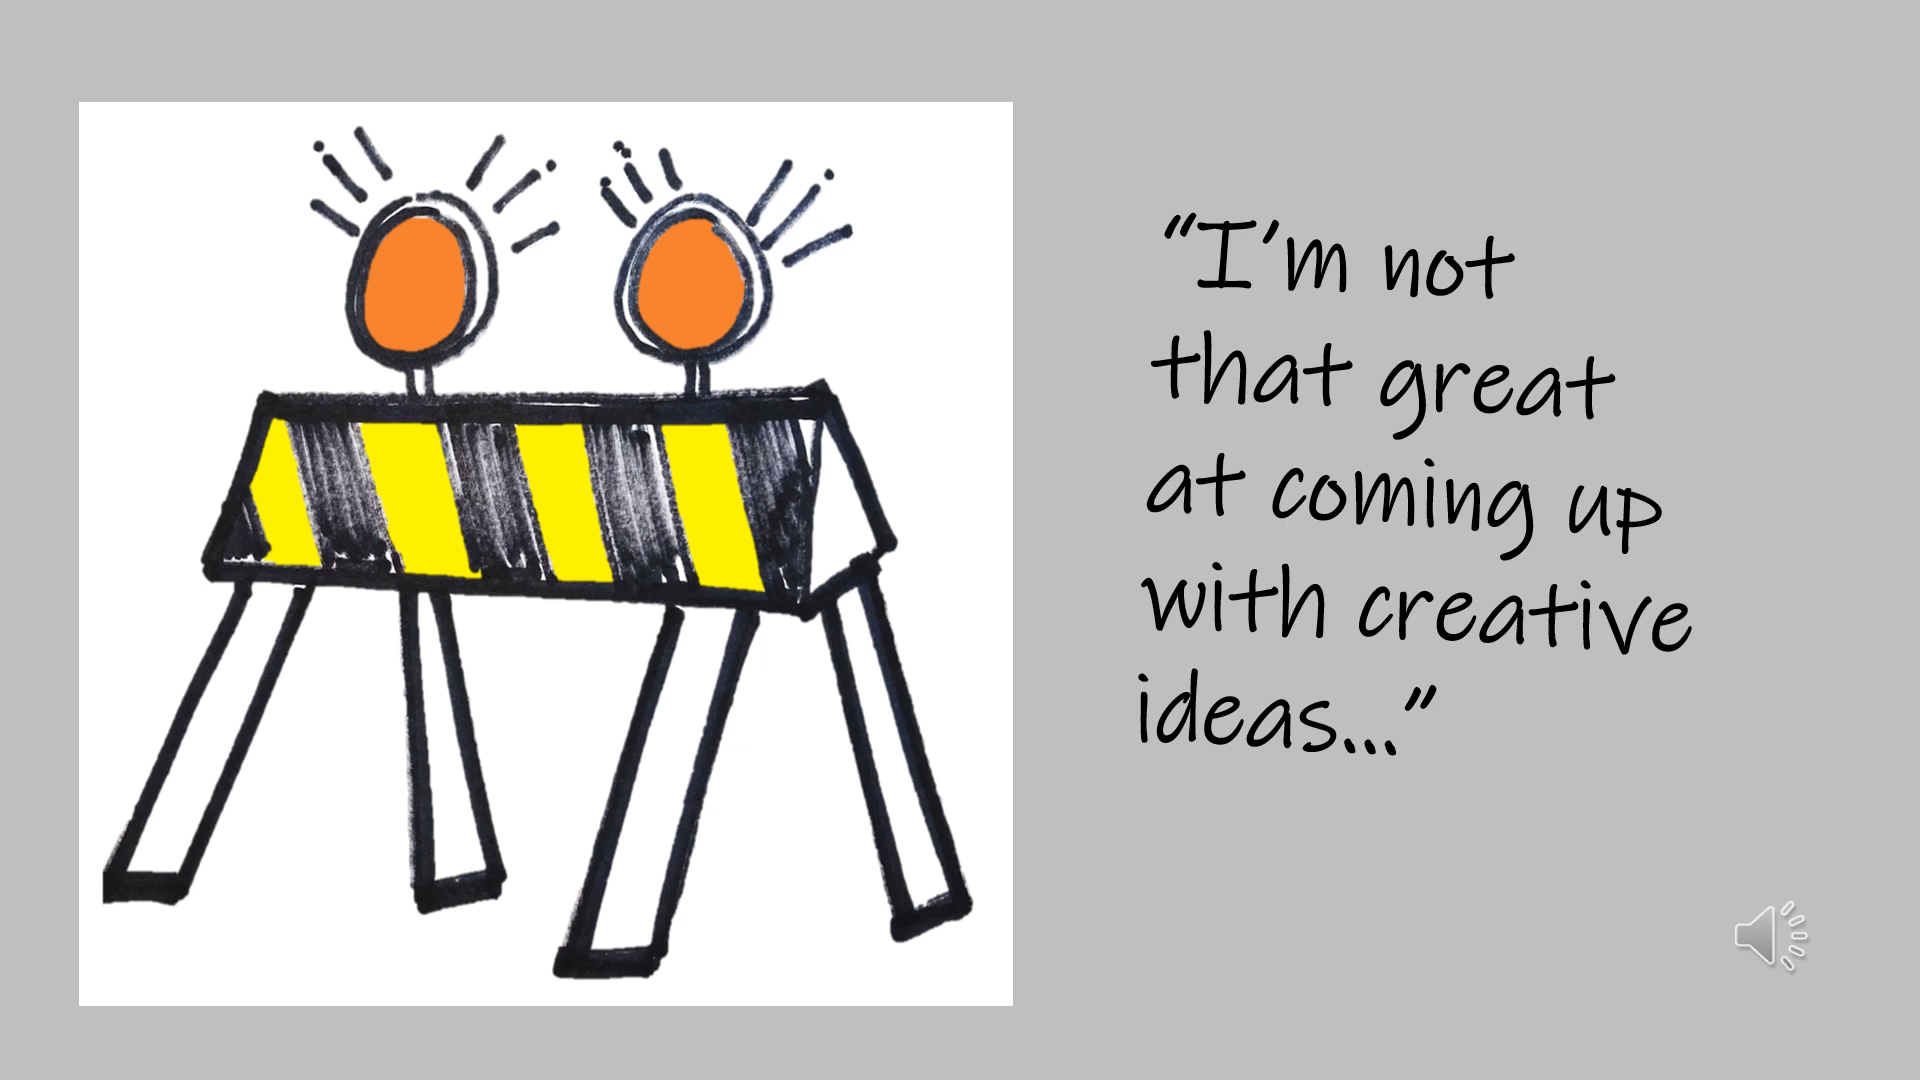 “I’m not
that great
at coming up
with creative
ideas...”